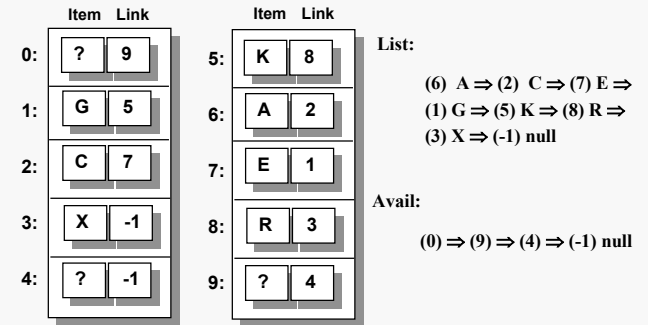 Item Link
0: ? 9
1: G 5
2: C 7
3: X -1
4: ? -1
Item Link
5: K 8
6: A 2
7: E 1
8: R 3
9: ? 4
List:
(6) A ⇒ (2) C ⇒ (7) E ⇒
(1) G ⇒ (5) K ⇒ (8) R ⇒
(3) X ⇒ (-1) null
Avail:
(0) ⇒ (9) ⇒ (4) ⇒ (-1) null